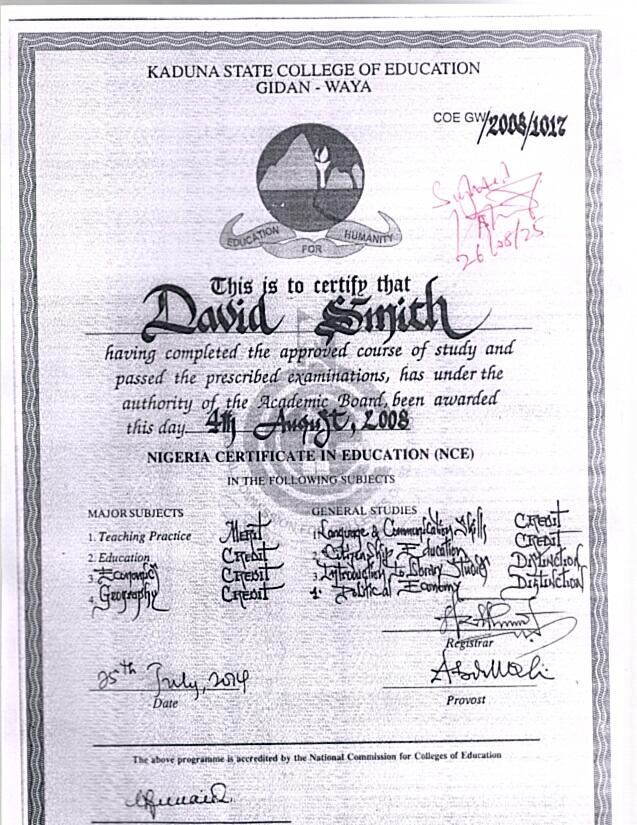 KADUNA STATE COLLEGE OF EDUCATION
GIDAN - WAYA
COE GW/2008/1017
EDUCATION FOR HUMANITY
26/08/25
This is to certify that
David Smith
having completed the approved course of study and
passed the prescribed examinations, has under the
authority of the Academic Board, been awarded
this day 4th August, 2008
NIGERIA CERTIFICATE IN EDUCATION (NCE)
IN THE FOLLOWING SUBJECTS
MAJOR SUBJECTS
1. Teaching Practice Merit
2. Education Credit
3. Economics Credit
4. Geography Credit
GENERAL STUDIES
1. Language & Communication Skills Credit
2. Citizenship Education Credit
3. Introduction to Library Studies Distinction
4. Political Economy Distinction
Registrar
25th July, 2014
Date
Provost
The above programme is accredited by the National Commission for Colleges of Education